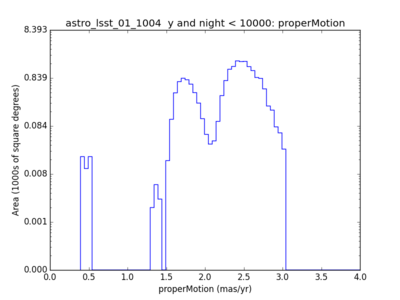 astro_lsst_01_1004 y and night < 10000: properMotion
8.393
0.839
0.084
0.008
0.001
0.000
Area (1000s of square degrees)
0.0 0.5 1.0 1.5 2.0 2.5 3.0 3.5 4.0
properMotion (mas/yr)